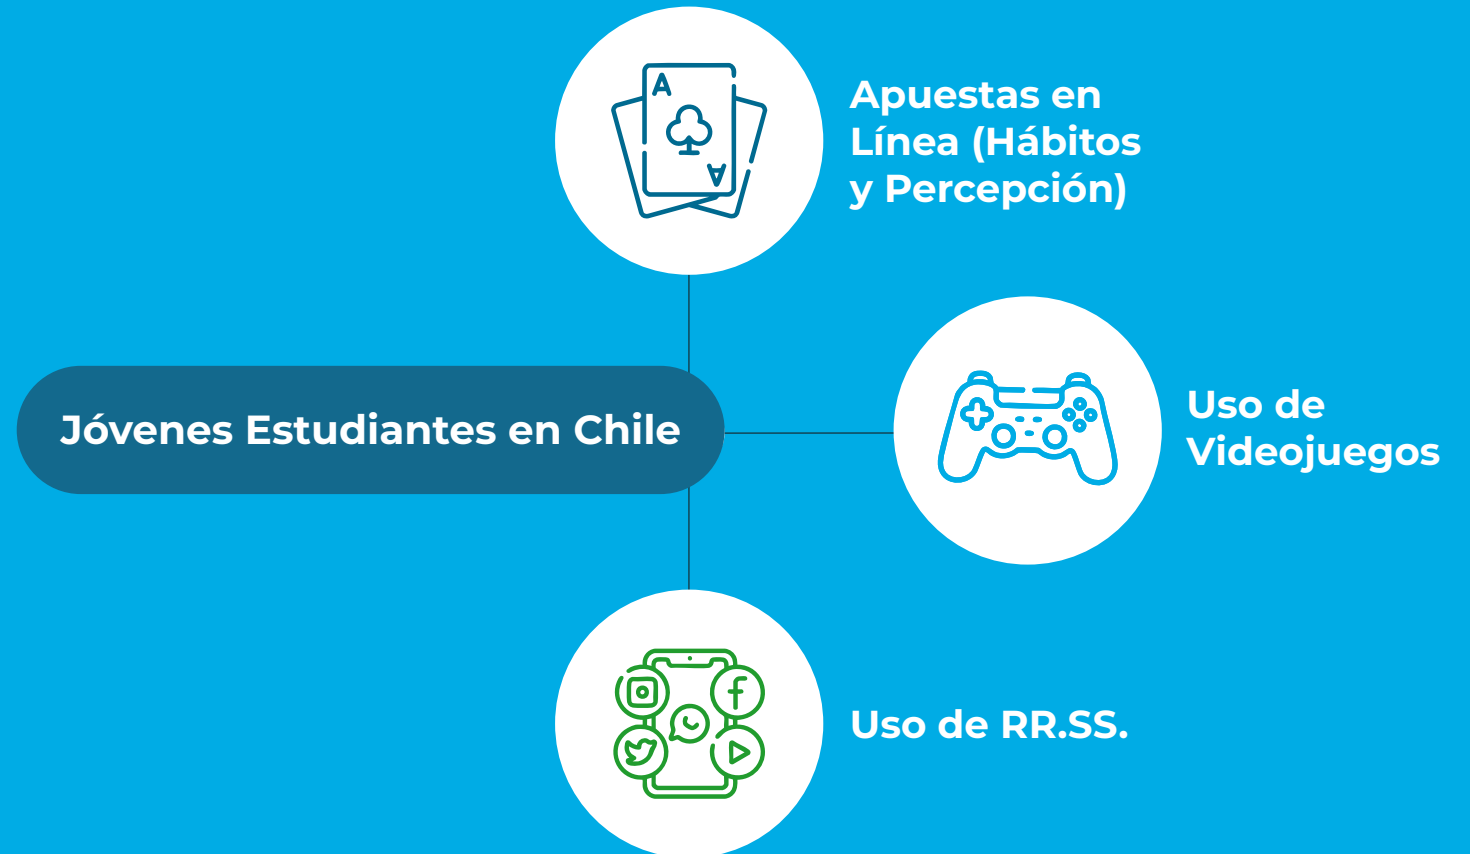 A
A
Apuestas en
Línea (Hábitos
y Percepción)
Jóvenes Estudiantes en Chile
Uso de
Videojuegos
f
Uso de RR.SS.